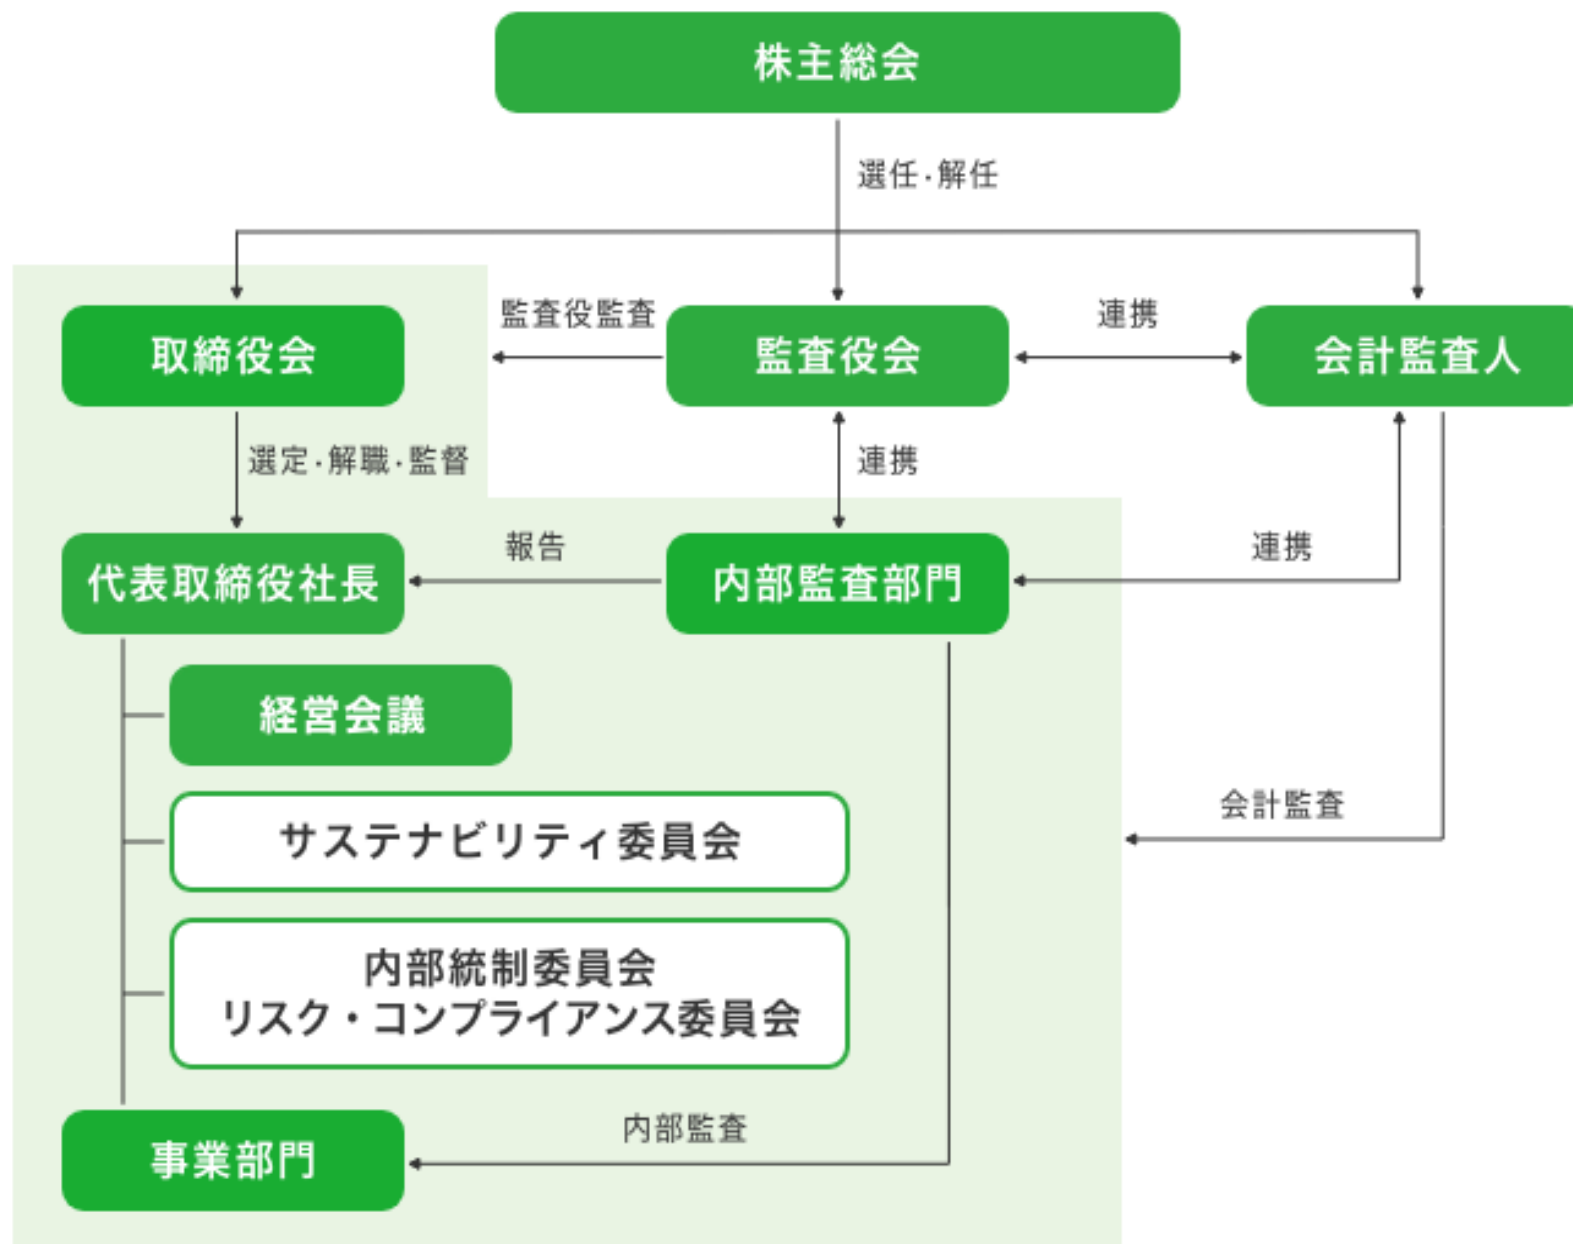 株主総会
選任・解任
取締役会
監査役監査
監査役会
連携
会計監査人
選定・解職・監督
連携
代表取締役社長
報告
内部監査部門
連携
経営会議
サステナビリティ委員会
会計監査
内部統制委員会
リスク・コンプライアンス委員会
内部監査
事業部門